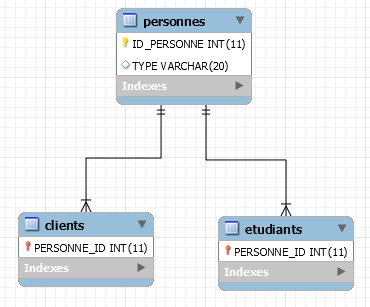 personnes
ID_PERSONNE INT(11)
TYPE VARCHAR(20)
Indexes
clients
PERSONNE_ID INT(11)
Indexes
etudiants
PERSONNE_ID INT(11)
Indexes